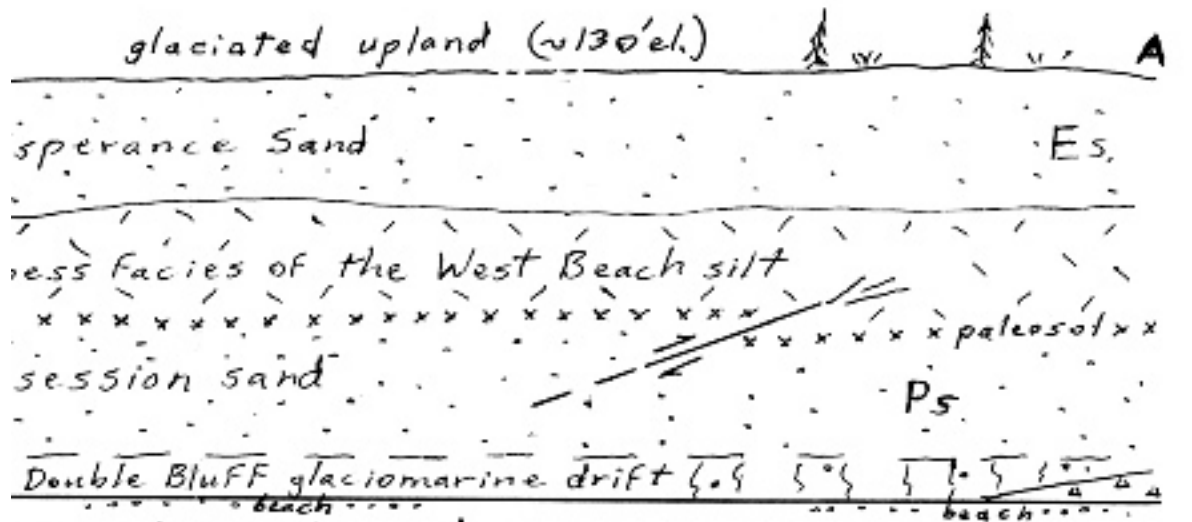 glaciated upland (~130'el.)
A
sperance Sand
Es
ess facies of the West Beach silt
paleosol
session sand
Ps
Double Bluff glaciomarine drift
beach
beach